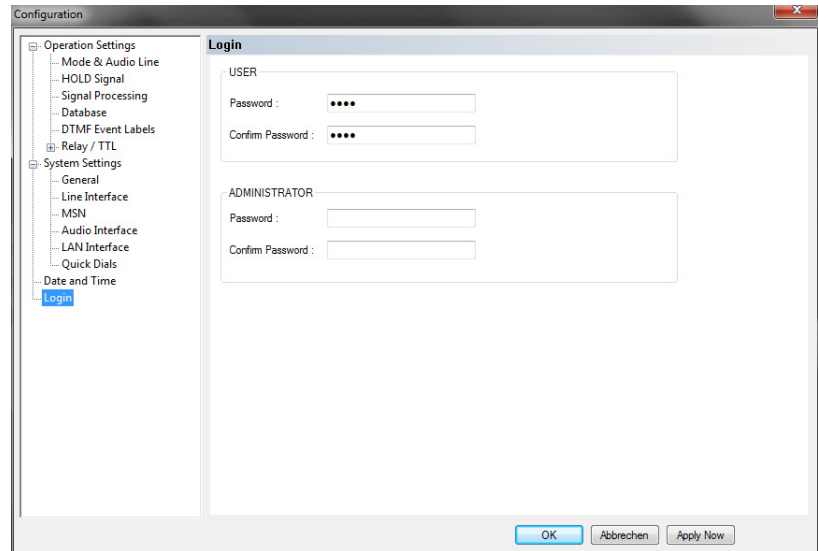 Configuration
Operation Settings
Mode & Audio Line
HOLD Signal
Signal Processing
Database
DTMF Event Labels
Relay / TTL
System Settings
General
Line Interface
MSN
Audio Interface
LAN Interface
Quick Dials
Date and Time
Login
Login
USER
Password :
••••
Confirm Password :
••••
ADMINISTRATOR
Password :
Confirm Password :
OK
Abbrechen
Apply Now